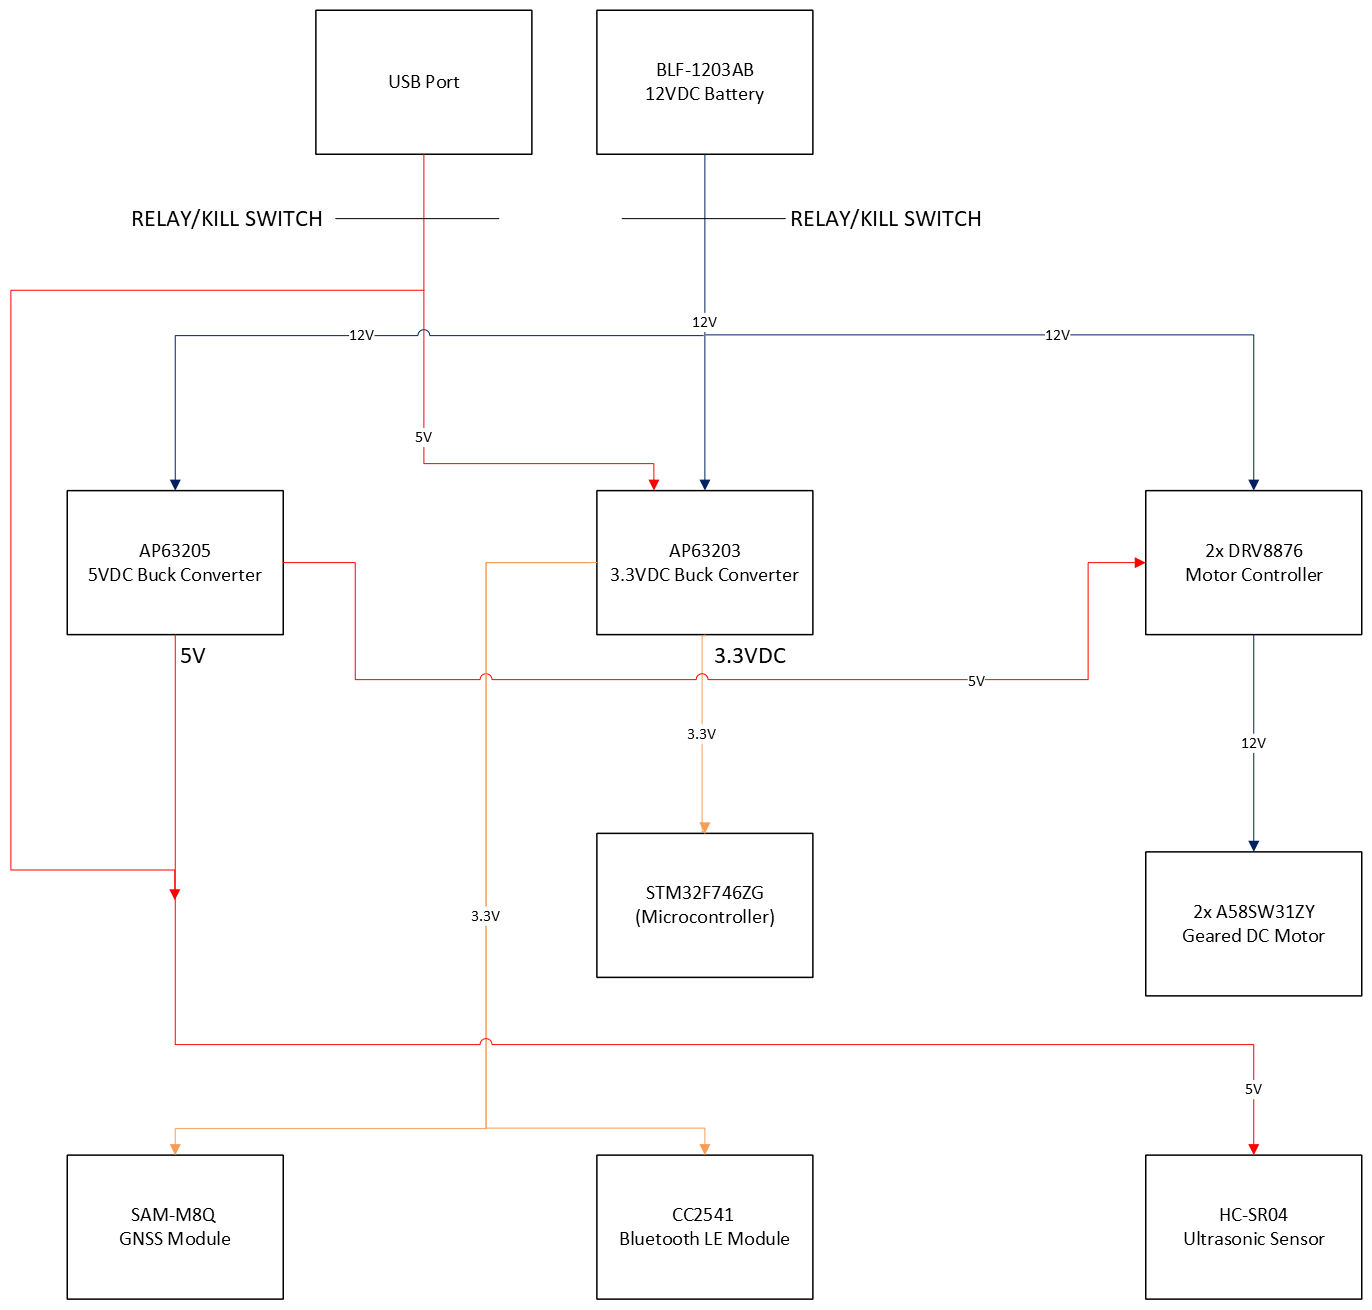 USB Port
BLF-1203AB
12VDC Battery
RELAY/KILL SWITCH
RELAY/KILL SWITCH
12V
12V
12V
5V
AP63205
5VDC Buck Converter
AP63203
3.3VDC Buck Converter
2x DRV8876
Motor Controller
5V
3.3VDC
5V
3.3V
12V
STM32F746ZG
(Microcontroller)
3.3V
2x A58SW31ZY
Geared DC Motor
5V
SAM-M8Q
GNSS Module
CC2541
Bluetooth LE Module
HC-SR04
Ultrasonic Sensor